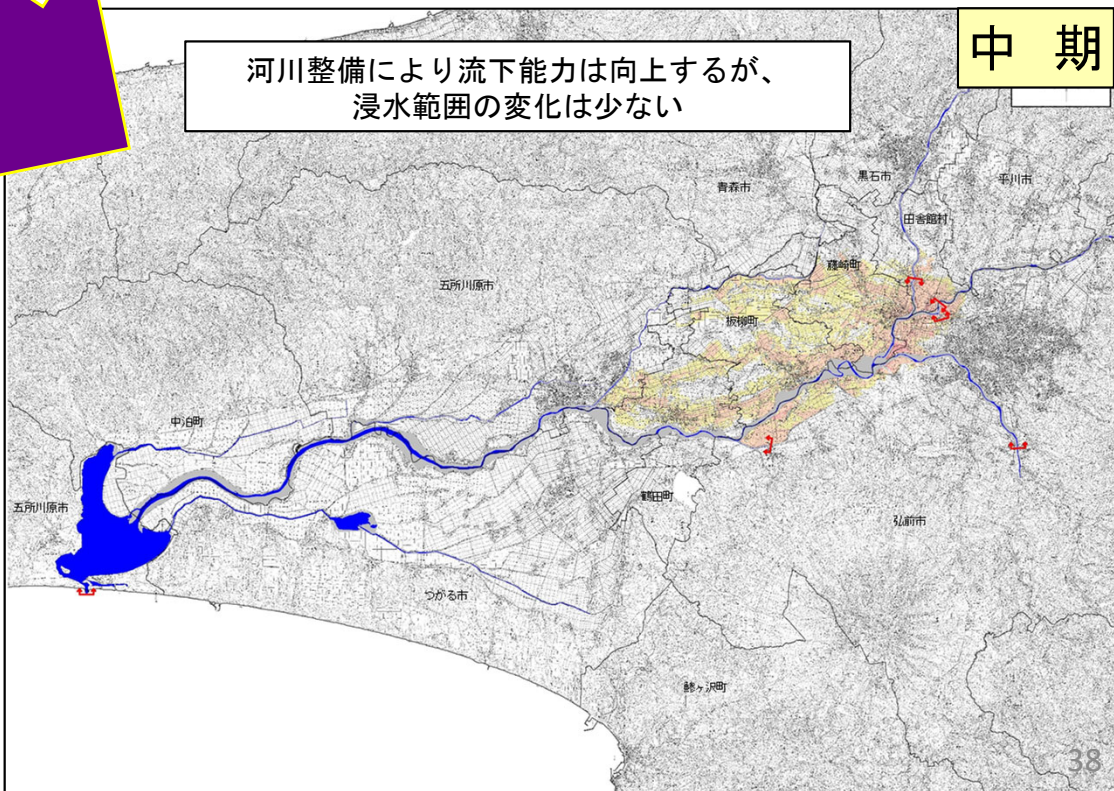 中 期
河川整備により流下能力は向上するが、
浸水範囲の変化は少ない
青森市
黒石市
平川市
田舎館村
藤崎町
五所川原市
板柳町
中泊町
五所川原市
鶴田町
弘前市
つがる市
鰺ヶ沢町
38